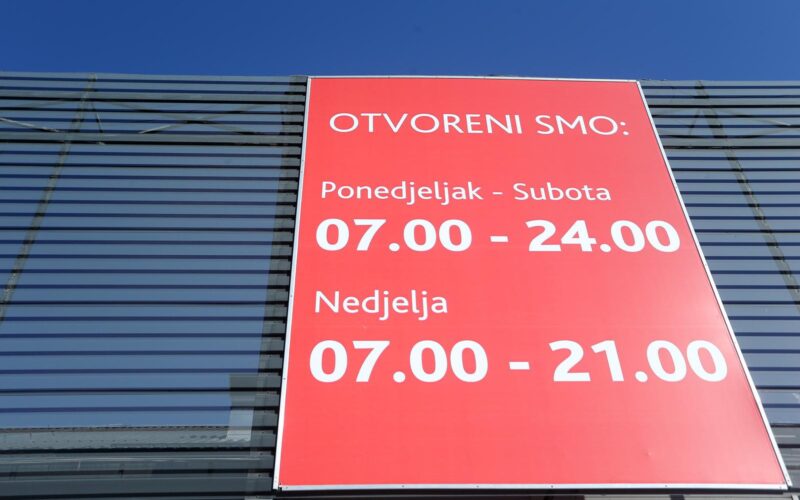 OTVORENI SMO:
Ponedjeljak - Subota
07.00 - 24.00
Nedjelja
07.00 - 21.00